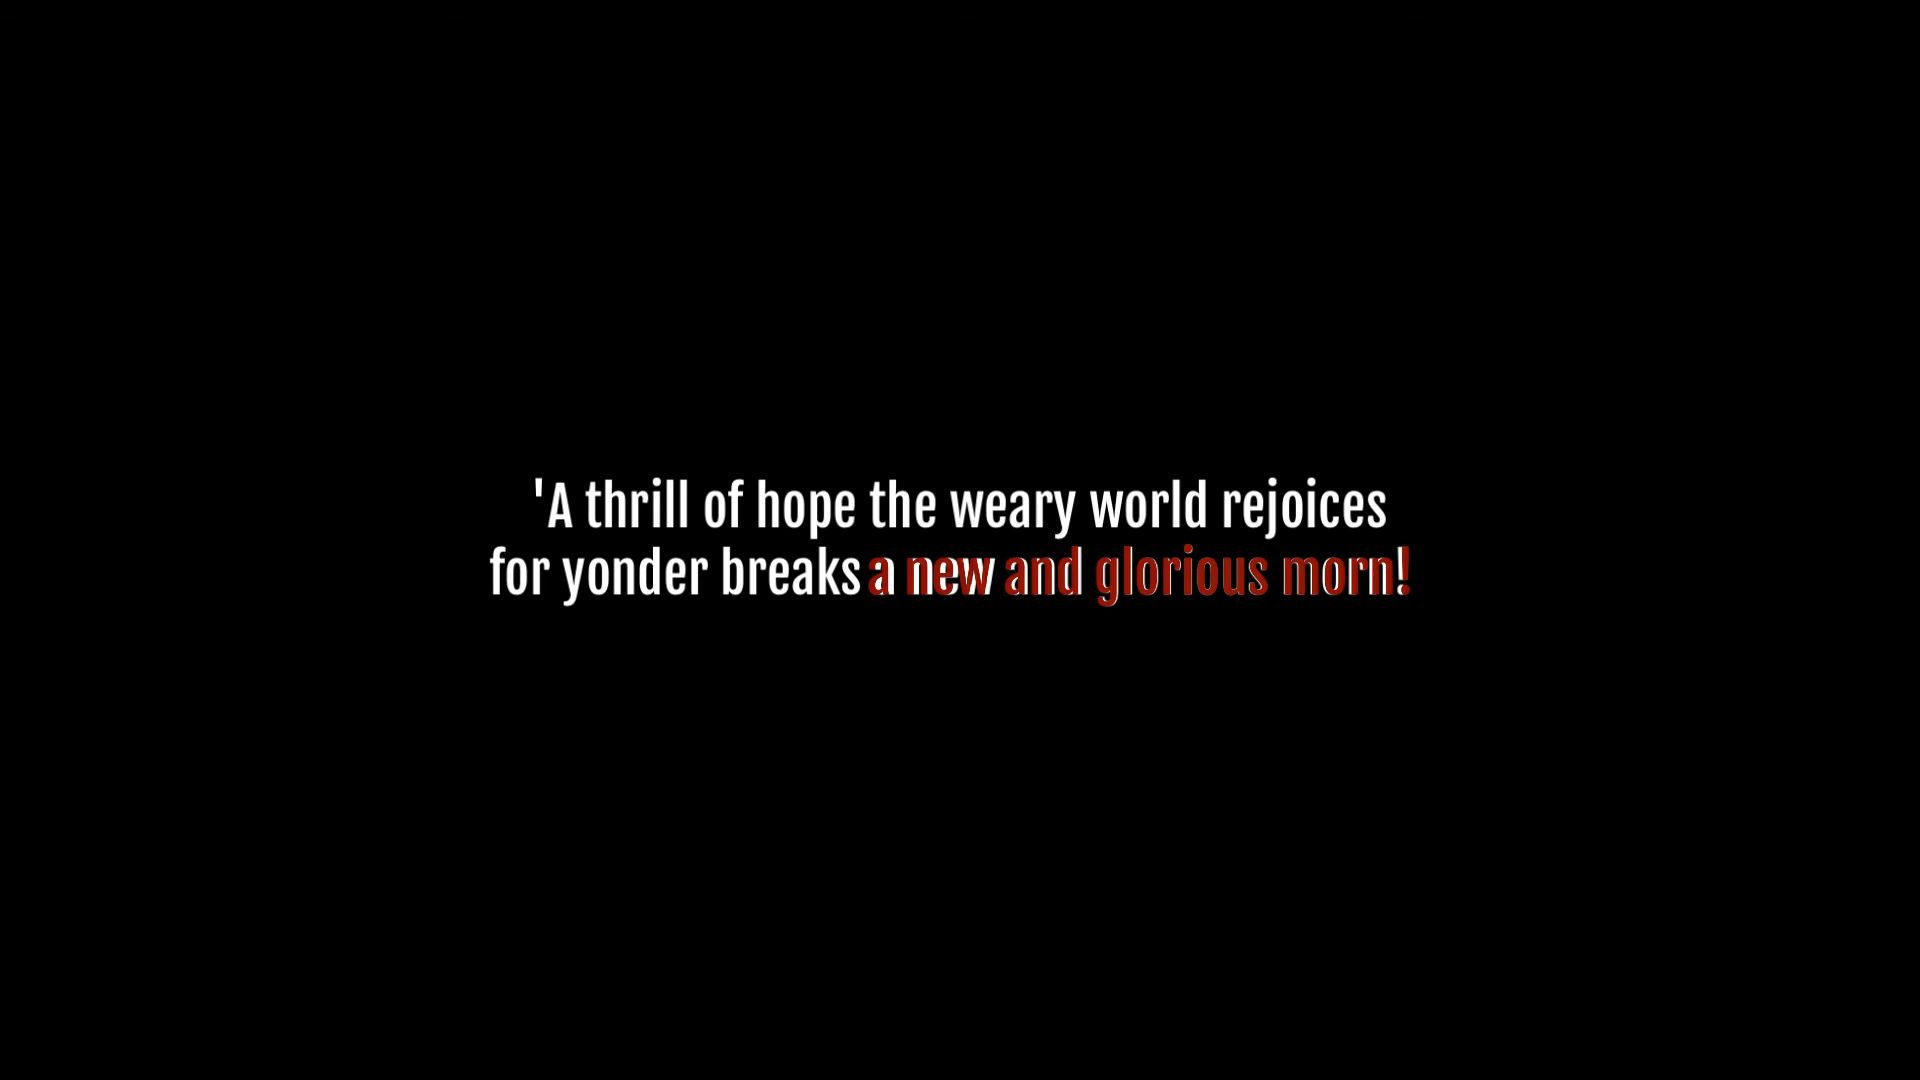 'A thrill of hope the weary world rejoices
for yonder breaks a new and glorious morn!